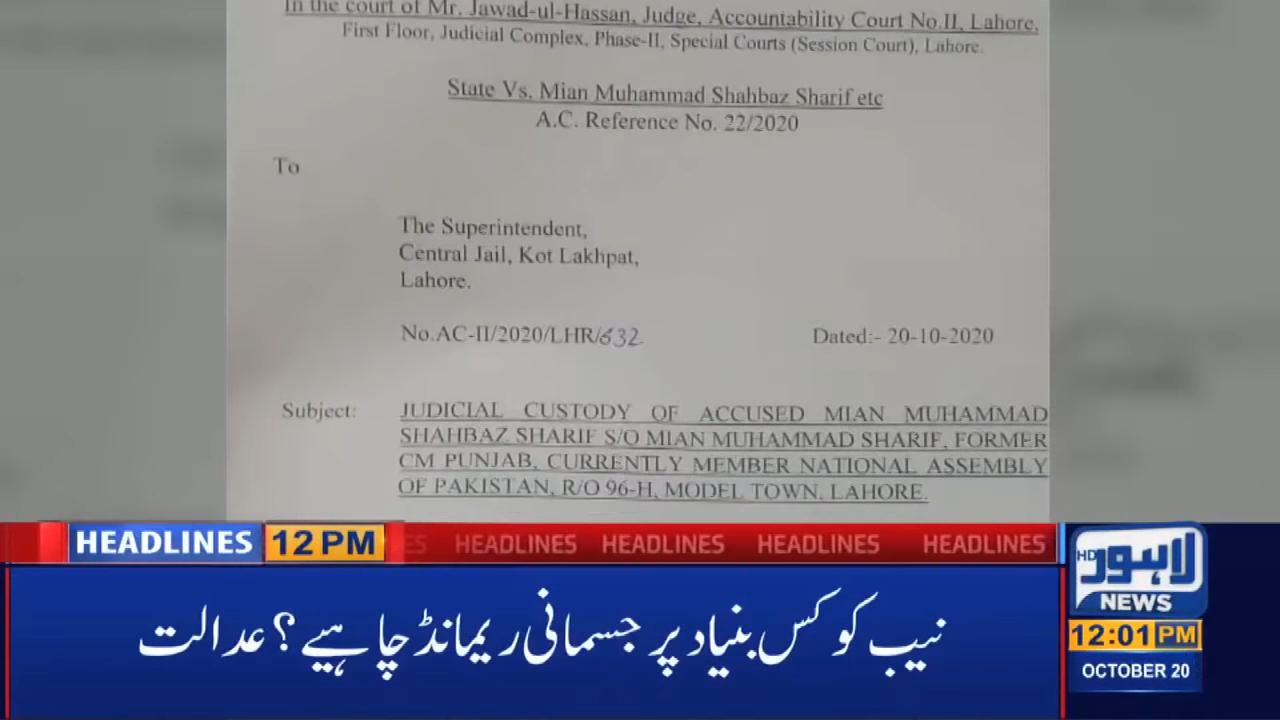 In the court of Mr. Jawad-ul-Hassan, Judge, Accountability Court No.II, Lahore,
First Floor, Judicial Complex, Phase-II, Special Courts (Session Court), Lahore.
State Vs. Mian Muhammad Shahbaz Sharif etc
A.C. Reference No. 22/2020
To
The Superintendent,
Central Jail, Kot Lakhpat,
Lahore.
No.AC-II/2020/LHR/632
Dated:- 20-10-2020
Subject:
JUDICIAL CUSTODY OF ACCUSED MIAN MUHAMMAD
SHAHBAZ SHARIF S/O MIAN MUHAMMAD SHARIF, FORMER
CM PUNJAB, CURRENTLY MEMBER NATIONAL ASSEMBLY
OF PAKISTAN, R/O 96-H, MODEL TOWN, LAHORE.
HEADLINES 12 PM
ES HEADLINES HEADLINES HEADLINES HEADLINES
نیب کو کس بنیاد پر جسمانی ریمانڈ چاہیے؟ عدالت
HD
لاہور
NEWS
12:01 PM
OCTOBER 20